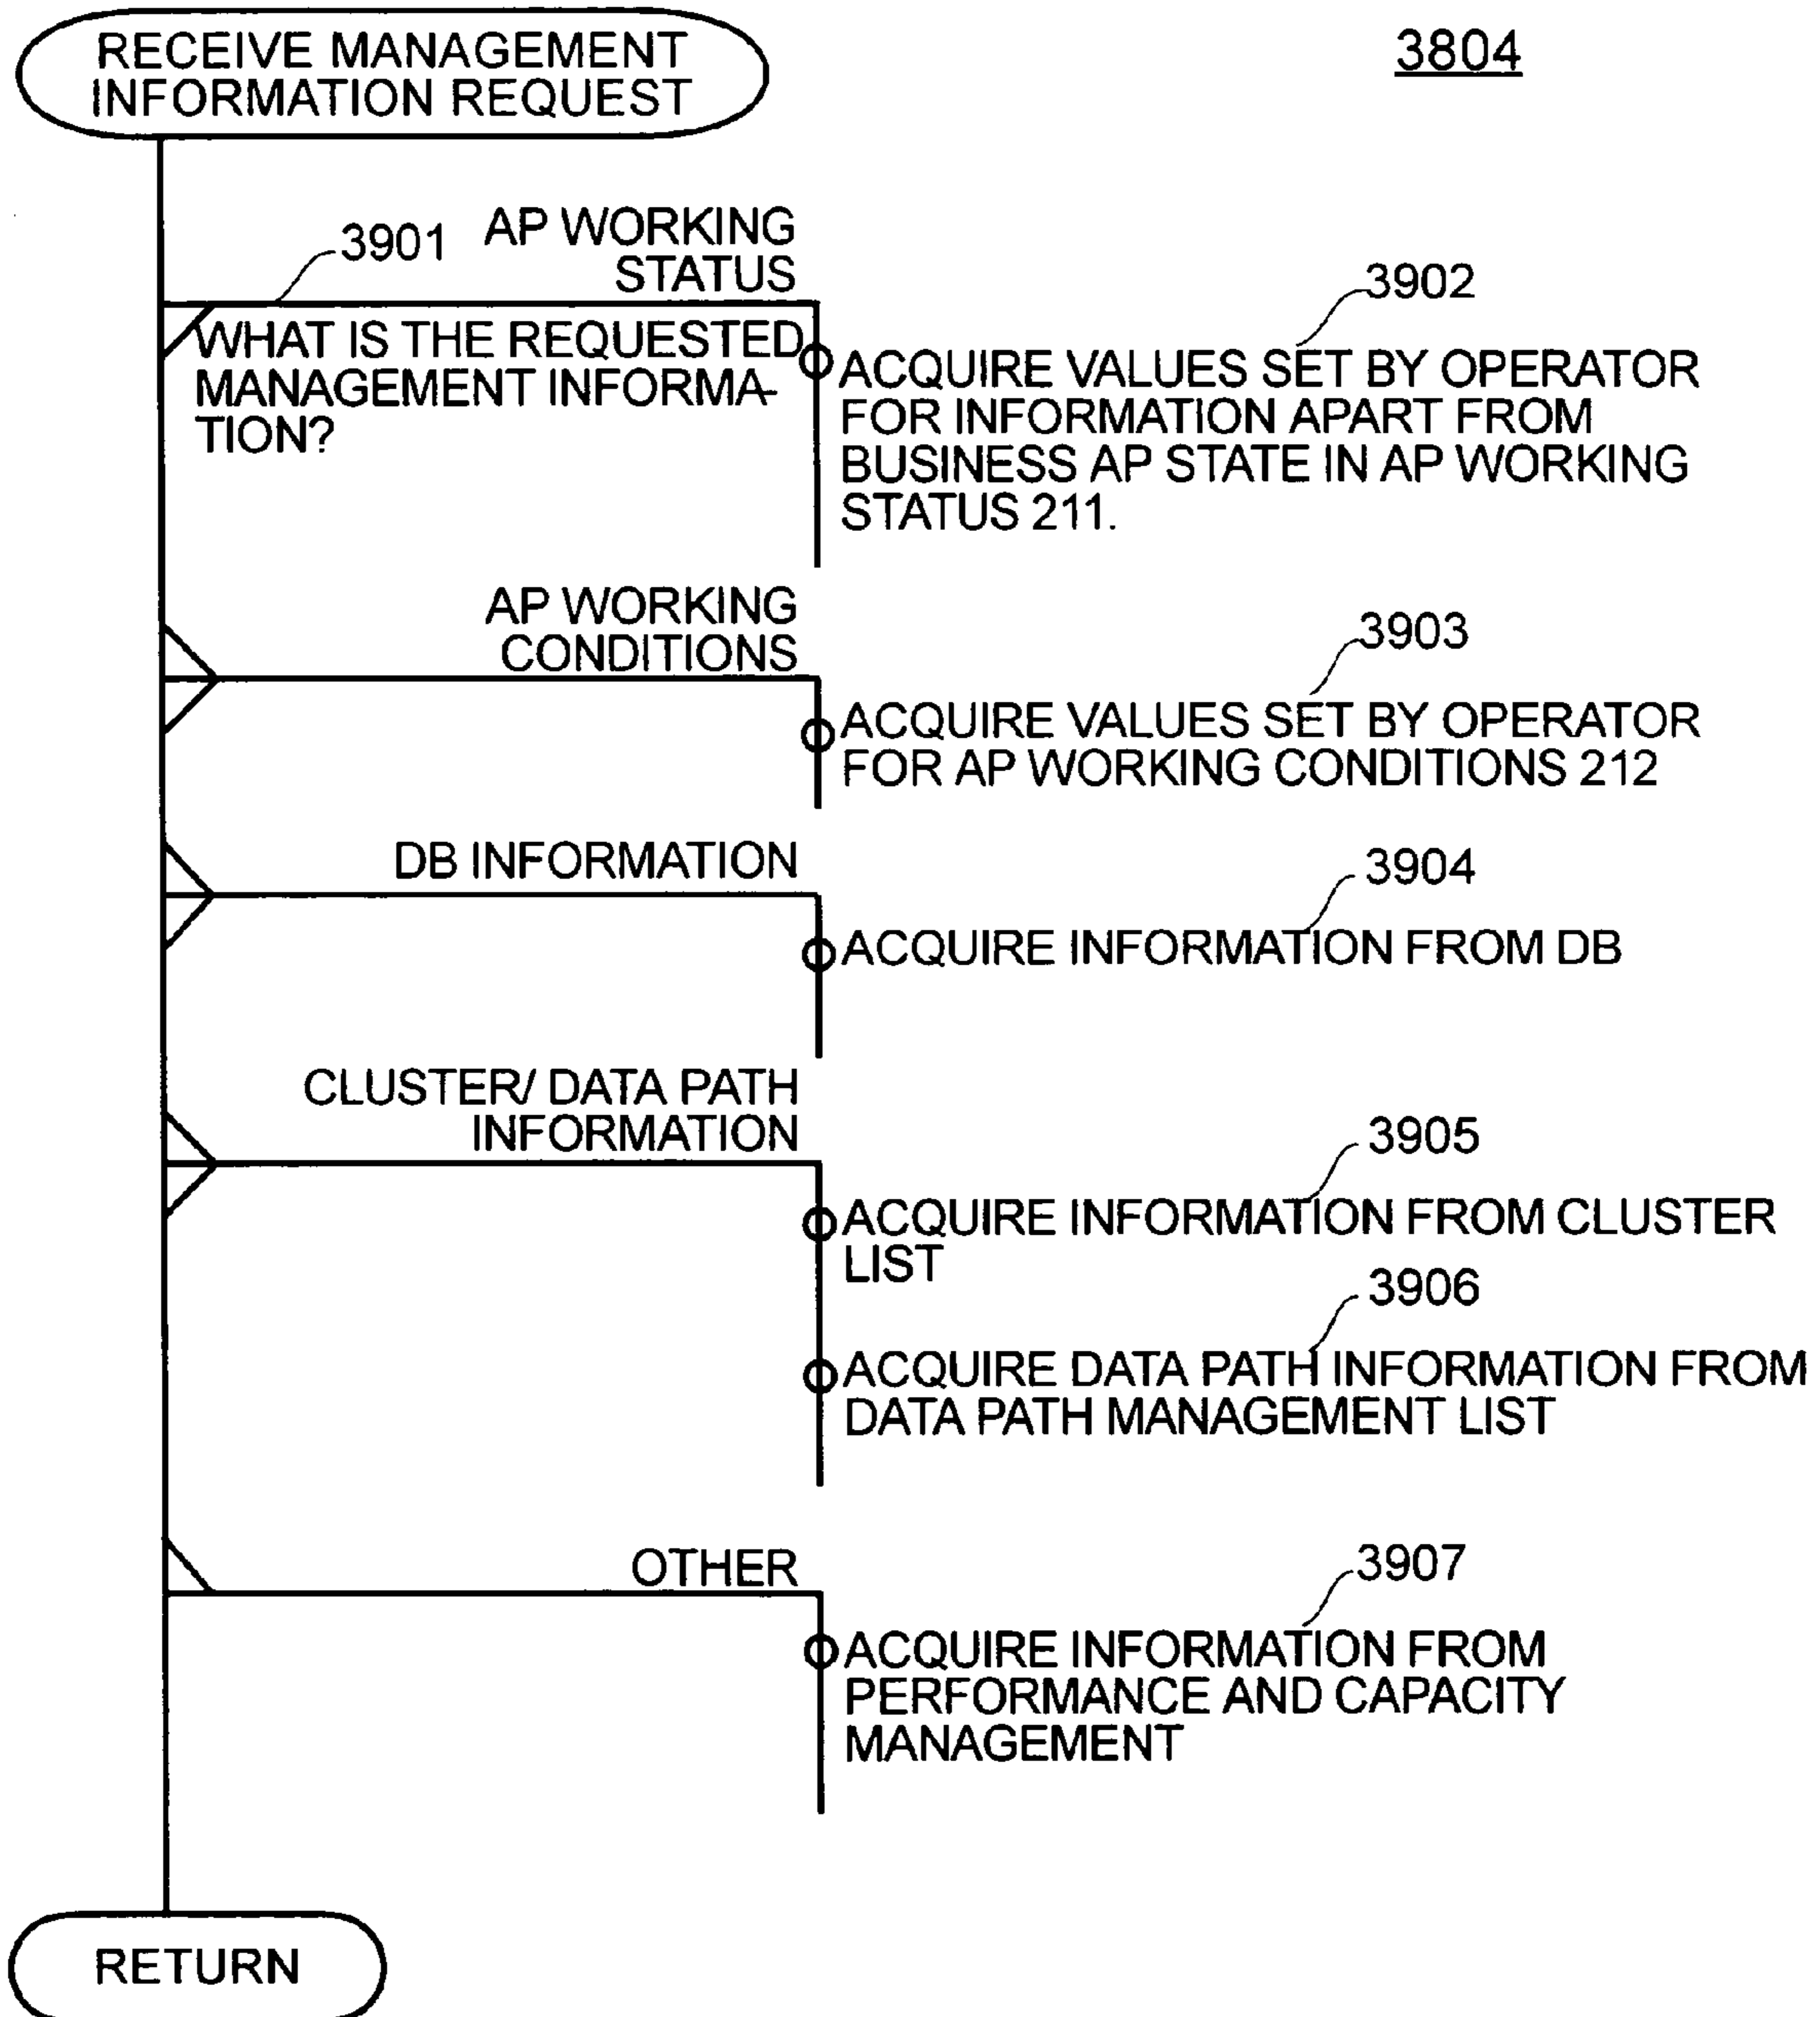 RECEIVE MANAGEMENT
INFORMATION REQUEST
3804
3901
AP WORKING
STATUS
WHAT IS THE REQUESTED
MANAGEMENT INFORMA-
TION?
3902
ACQUIRE VALUES SET BY OPERATOR
FOR INFORMATION APART FROM
BUSINESS AP STATE IN AP WORKING
STATUS 211.
AP WORKING
CONDITIONS
3903
ACQUIRE VALUES SET BY OPERATOR
FOR AP WORKING CONDITIONS 212
DB INFORMATION
3904
ACQUIRE INFORMATION FROM DB
CLUSTER/ DATA PATH
INFORMATION
3905
ACQUIRE INFORMATION FROM CLUSTER
LIST
3906
ACQUIRE DATA PATH INFORMATION FROM
DATA PATH MANAGEMENT LIST
OTHER
3907
ACQUIRE INFORMATION FROM
PERFORMANCE AND CAPACITY
MANAGEMENT
RETURN